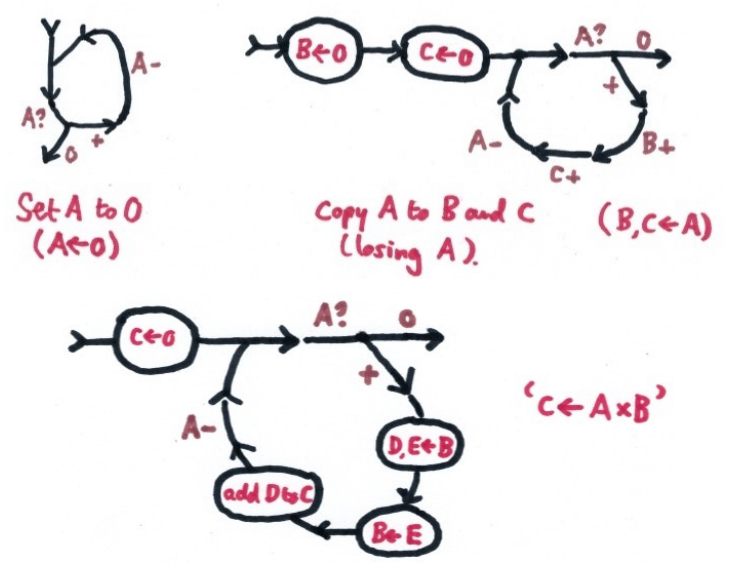 A-
A?
+
0
Set A to 0
(A←0)
B←0
C←0
A?
0
+
B+
C+
A-
Copy A to B and C
(losing A).
(B,C←A)
C←0
A?
0
+
D,E←B
B←E
add D to C
A-
'C←A×B'